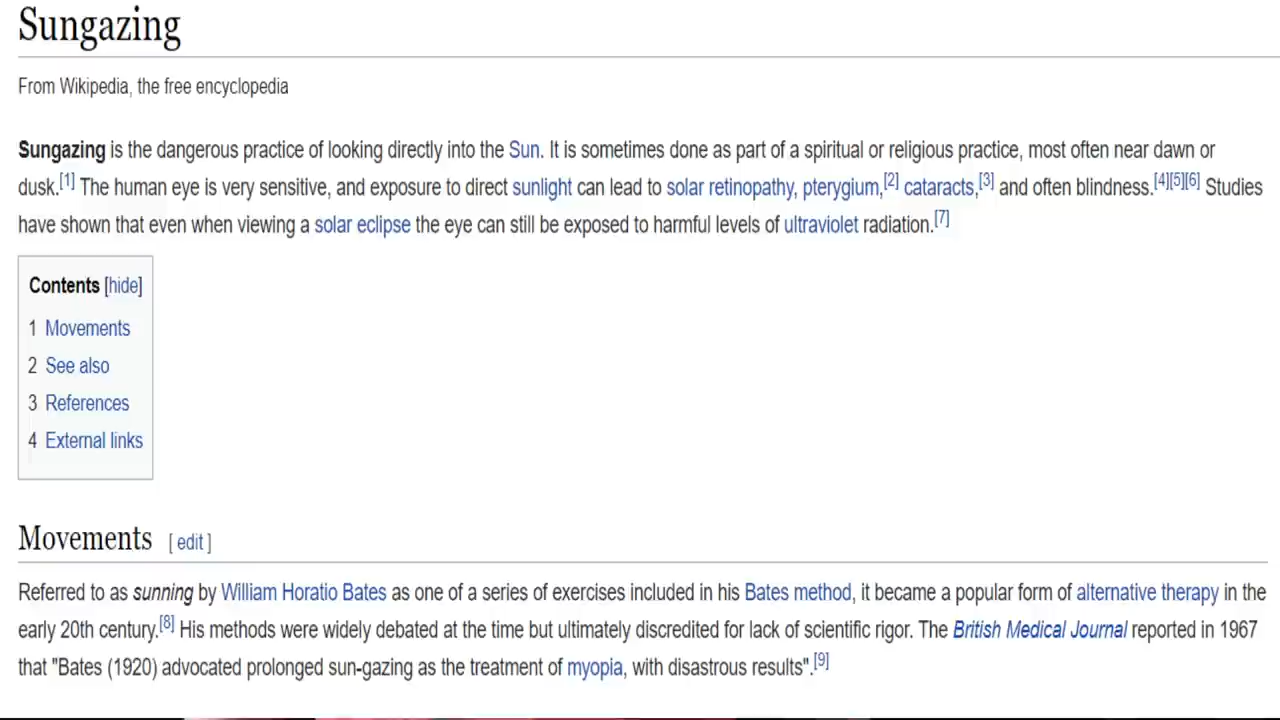 Sungazing
From Wikipedia, the free encyclopedia
Sungazing is the dangerous practice of looking directly into the Sun. It is sometimes done as part of a spiritual or religious practice, most often near dawn or
dusk.[1] The human eye is very sensitive, and exposure to direct sunlight can lead to solar retinopathy, pterygium,[2] cataracts,[3] and often blindness.[4][5][6] Studies
have shown that even when viewing a solar eclipse the eye can still be exposed to harmful levels of ultraviolet radiation.[7]
Contents [hide]
1 Movements
2 See also
3 References
4 External links
Movements [ edit ]
Referred to as sunning by William Horatio Bates as one of a series of exercises included in his Bates method, it became a popular form of alternative therapy in the
early 20th century.[8] His methods were widely debated at the time but ultimately discredited for lack of scientific rigor. The British Medical Journal reported in 1967
that "Bates (1920) advocated prolonged sun-gazing as the treatment of myopia, with disastrous results".[9]